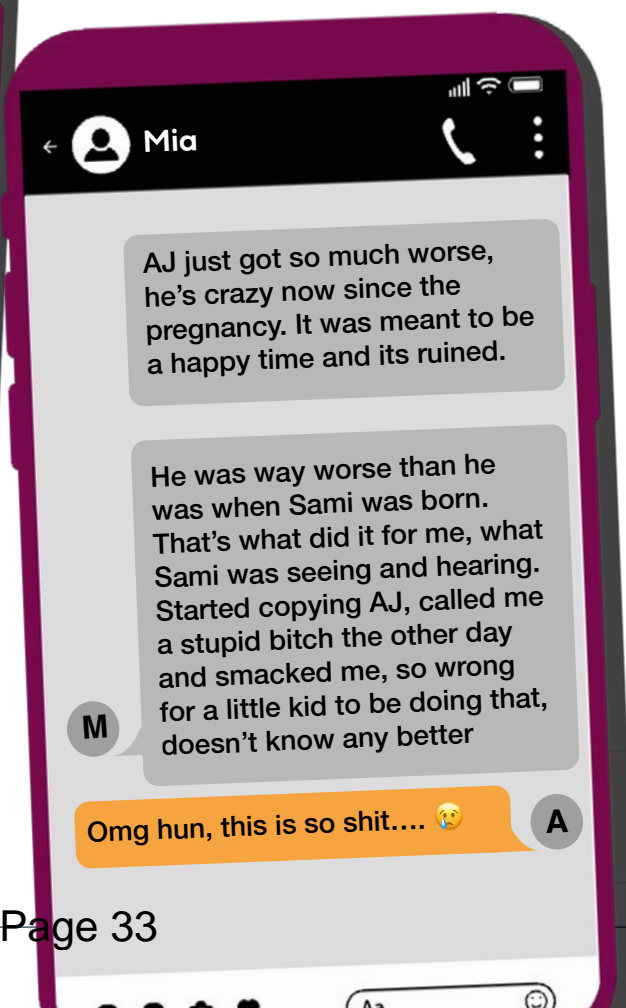 Mia
AJ just got so much worse,
he's crazy now since the
pregnancy. It was meant to be
a happy time and its ruined.
He was way worse than he
was when Sami was born.
That's what did it for me, what
Sami was seeing and hearing.
Started copying AJ, called me
a stupid bitch the other day
and smacked me, so wrong
for a little kid to be doing that,
doesn't know any better
M
Omg hun, this is so shit.... 😢
A
Page 33
Aa